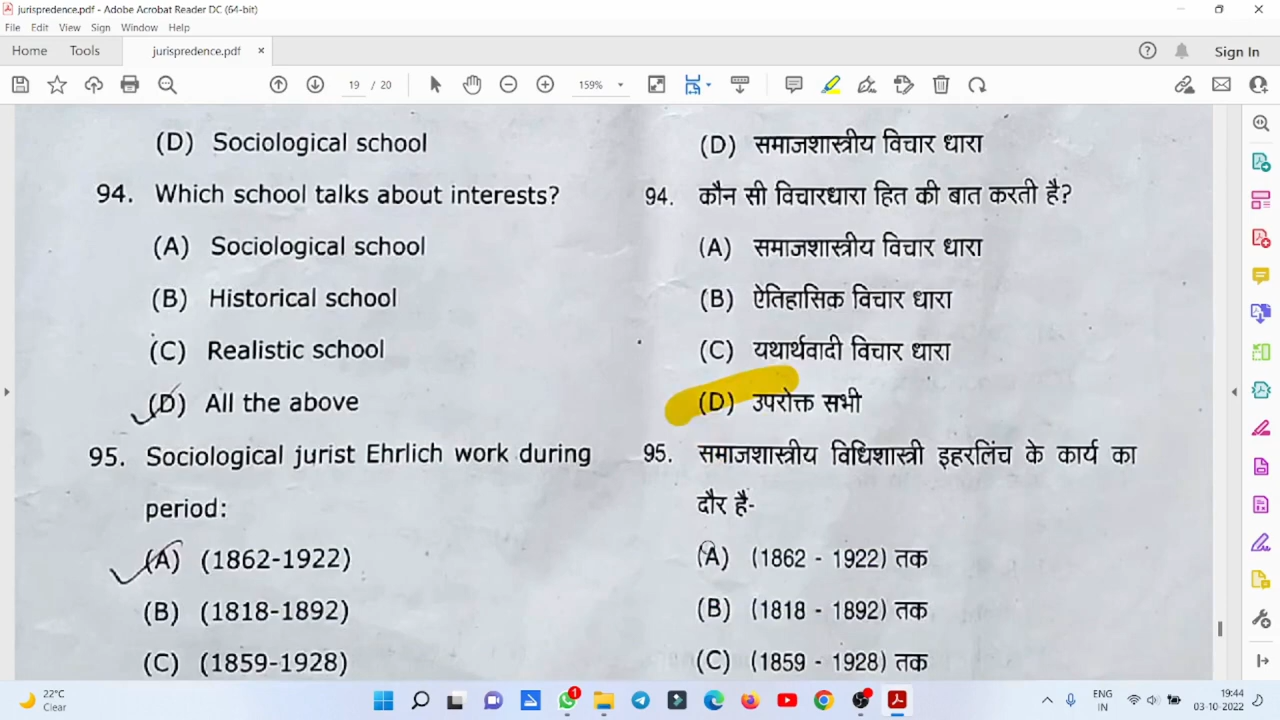 jurispredence.pdf - Adobe Acrobat Reader DC (64-bit)
File Edit View Sign Window Help
Home Tools jurispredence.pdf × Sign In
19 / 20 159%
(D) Sociological school
94. Which school talks about interests?
(A) Sociological school
(B) Historical school
(C) Realistic school
(D) All the above
95. Sociological jurist Ehrlich work during
period:
(A) (1862-1922)
(B) (1818-1892)
(C) (1859-1928)
(D) समाजशास्त्रीय विचार धारा
94. कौन सी विचारधारा हित की बात करती है?
(A) समाजशास्त्रीय विचार धारा
(B) ऐतिहासिक विचार धारा
(C) यथार्थवादी विचार धारा
(D) उपरोक्त सभी
95. समाजशास्त्रीय विधिशास्त्री इहरलिंच के कार्य का
दौर है-
(A) (1862 - 1922) तक
(B) (1818 - 1892) तक
(C) (1859 - 1928) तक
22°C
Clear
1
ENG
IN
19:44
03-10-2022